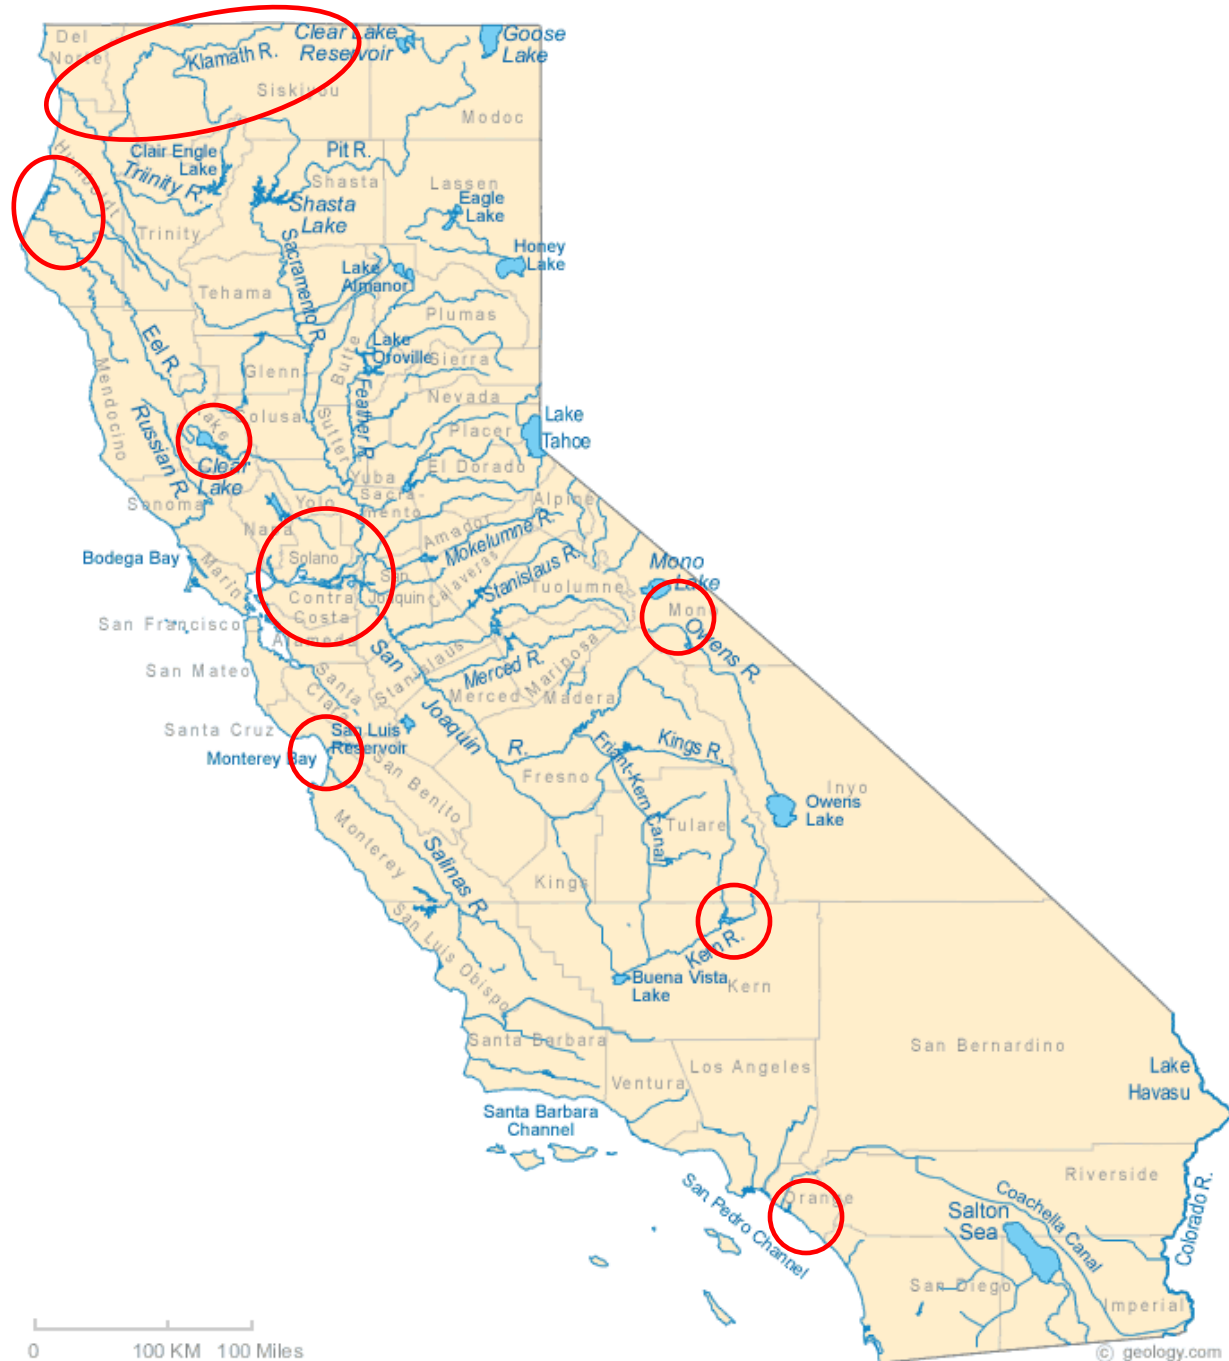 Del
Norte
Klamath R.
Clear Lake
Reservoir
Goose
Lake
Siskiyou
Modoc
Humboldt
Clair Engle
Lake
Triinity R.
Pit R.
Shasta
Shasta
Lake
Lassen
Eagle
Lake
Trinity
Honey
Lake
Sacramento R.
Lake
Almanor
Tehama
Plumas
Eel R.
Mendocino
Glenn
Butte
Lake
Oroville
Sierra
Feather R.
Nevada
Russian R.
Lake
Colusa
Sutter
Placer
Lake
Tahoe
Clear
Lake
El Dorado
Yuba
Sonoma
Yolo
Sacra-
mento
Alpine
Napa
Amador
Mokelumne R.
Bodega Bay
Marin
Solano
San
Joaquin
Calaveras
Stanislaus R.
Tuolumne
Mono
Lake
Contra
Costa
Mono
San Francisco
Alameda
San
Joaquin
R.
Stanislaus
Owens R.
San Mateo
Santa
Clara
Merced R.
Merced
Mariposa
Madera
Santa Cruz
San Luis
Reservoir
Monterey Bay
San Benito
Fresno
Friant-Kern Canal
Kings R.
Inyo
Owens
Lake
Monterey
Salinas R.
Tulare
Kings
San Luis Obispo
Kern R.
Buena Vista
Lake
Kern
Santa Barbara
San Bernardino
Los Angeles
Ventura
Lake
Havasu
Santa Barbara
Channel
San Pedro Channel
Orange
Riverside
Coachella Canal
Colorado R.
Salton
Sea
San Diego
Imperial
0 100 KM 100 Miles
© geology.com